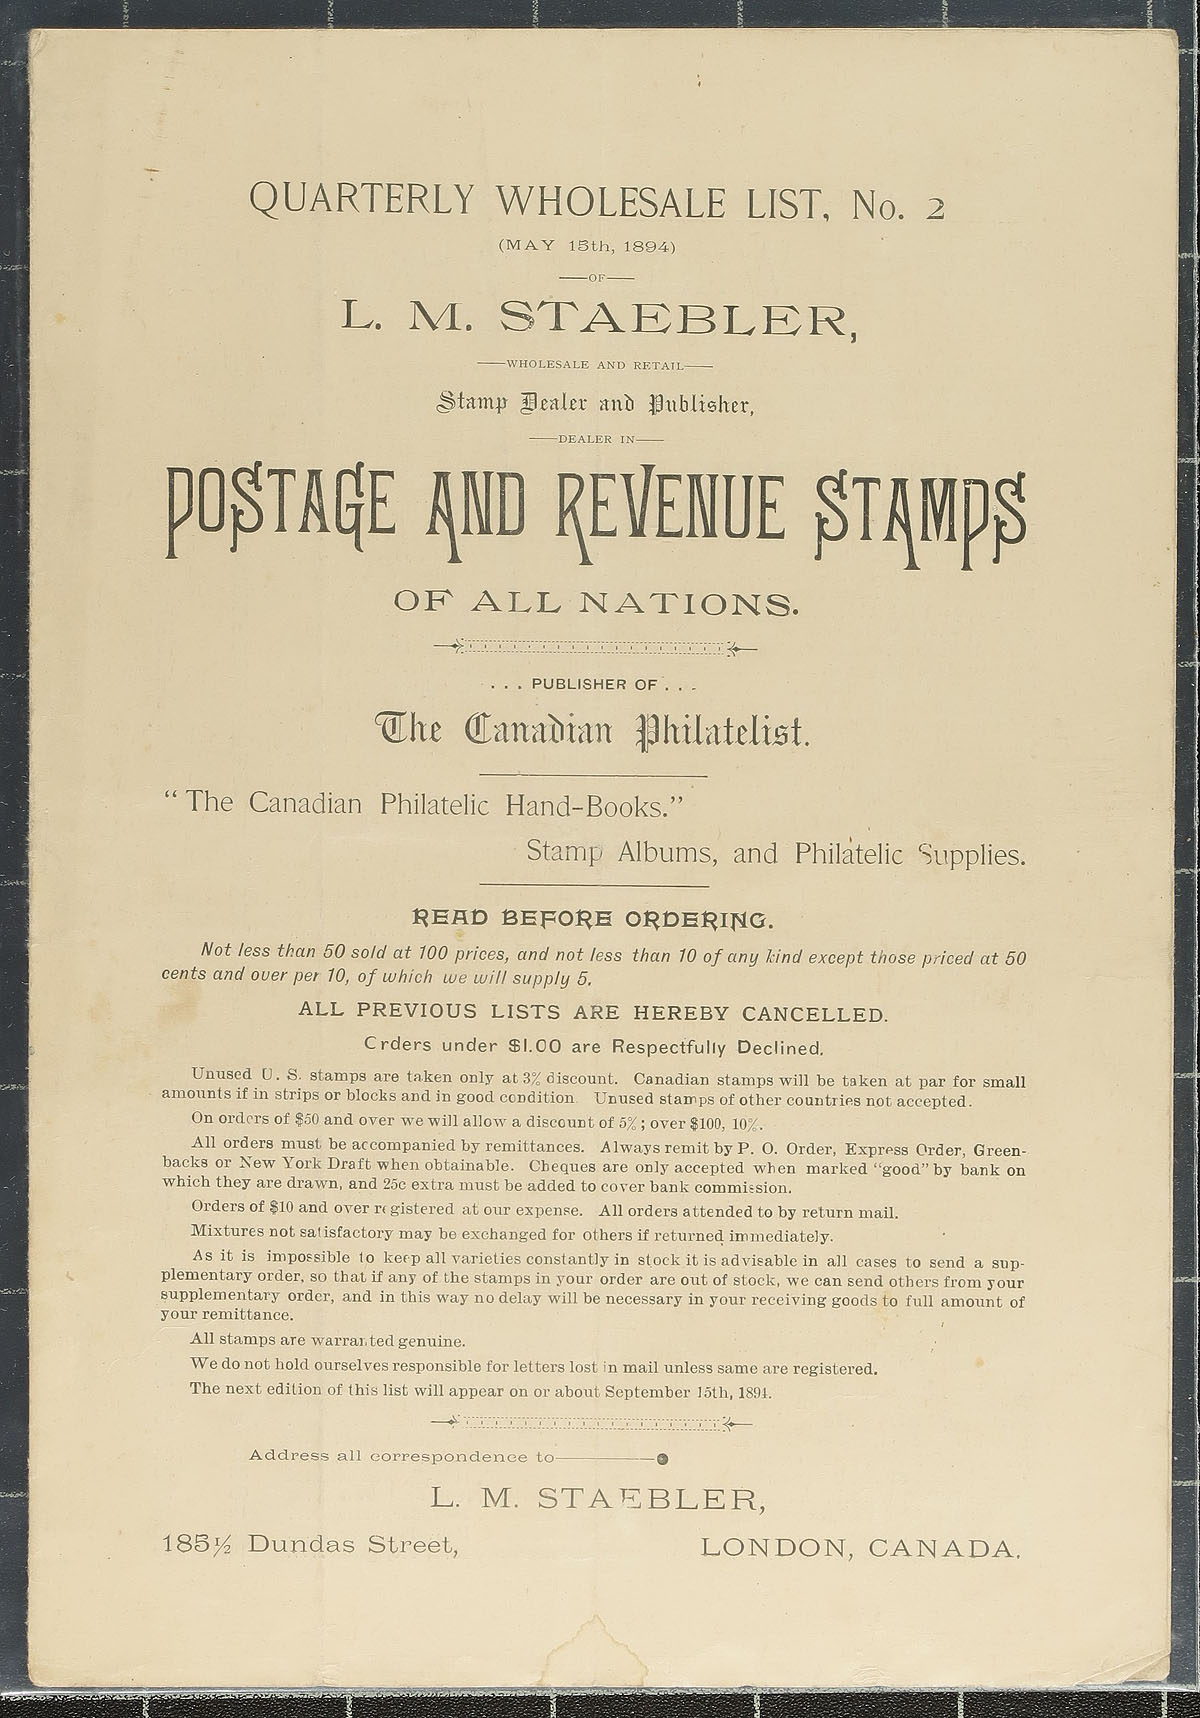 QUARTERLY WHOLESALE LIST, No. 2
(MAY 15th, 1894)
—OF—
L. M. STAEBLER,
—WHOLESALE AND RETAIL—
Stamp Dealer and Publisher,
—DEALER IN—
POSTAGE AND REVENUE STAMPS
OF ALL NATIONS.
. . . PUBLISHER OF . . .
The Canadian Philatelist.
“The Canadian Philatelic Hand-Books.”
Stamp Albums, and Philatelic Supplies.
READ BEFORE ORDERING.
Not less than 50 sold at 100 prices, and not less than 10 of any kind except those priced at 50
cents and over per 10, of which we will supply 5.
ALL PREVIOUS LISTS ARE HEREBY CANCELLED.
Orders under $1.00 are Respectfully Declined.
Unused U. S. stamps are taken only at 3% discount. Canadian stamps will be taken at par for small
amounts if in strips or blocks and in good condition. Unused stamps of other countries not accepted.
On orders of $50 and over we will allow a discount of 5%; over $100, 10%.
All orders must be accompanied by remittances. Always remit by P. O. Order, Express Order, Green-
backs or New York Draft when obtainable. Cheques are only accepted when marked “good” by bank on
which they are drawn, and 25c extra must be added to cover bank commission.
Orders of $10 and over registered at our expense. All orders attended to by return mail.
Mixtures not satisfactory may be exchanged for others if returned immediately.
As it is impossible to keep all varieties constantly in stock it is advisable in all cases to send a sup-
plementary order, so that if any of the stamps in your order are out of stock, we can send others from your
supplementary order, and in this way no delay will be necessary in your receiving goods to full amount of
your remittance.
All stamps are warranted genuine.
We do not hold ourselves responsible for letters lost in mail unless same are registered.
The next edition of this list will appear on or about September 15th, 1894.
Address all correspondence to
L. M. STAEBLER,
185½ Dundas Street, LONDON, CANADA.